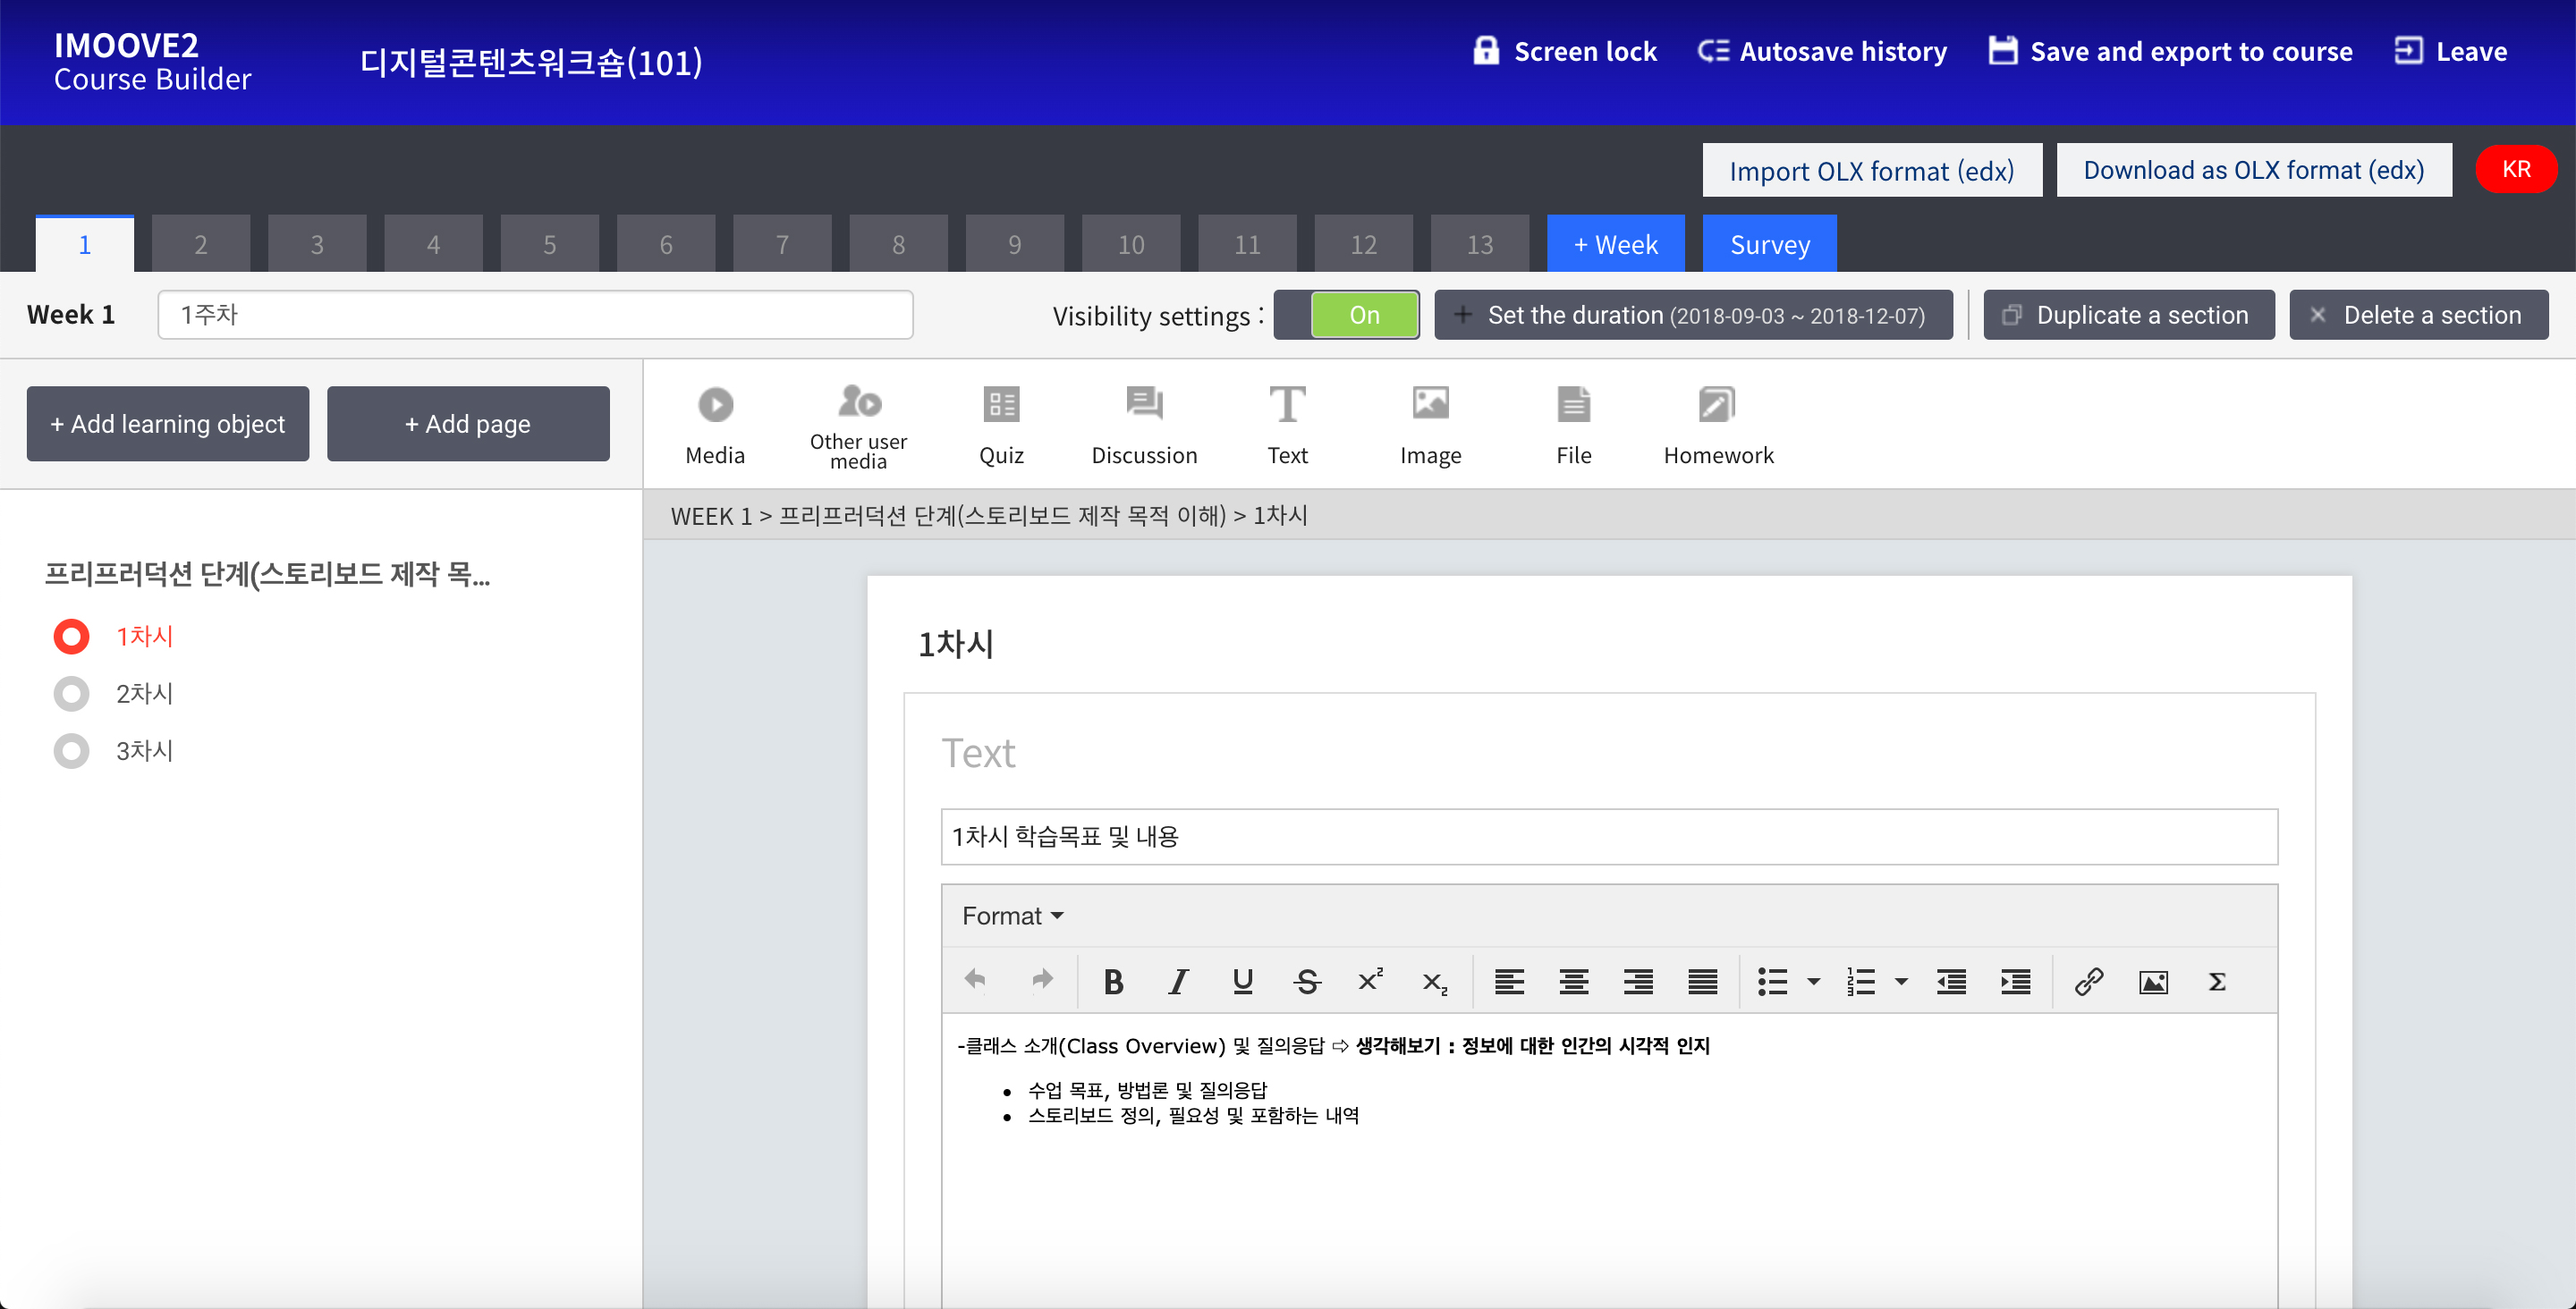 IMOOVE2
Course Builder
디지털콘텐츠워크숍(101)
Screen lock
Autosave history
Save and export to course
Leave
Import OLX format (edx)
Download as OLX format (edx)
KR
1
2
3
4
5
6
7
8
9
10
11
12
13
+ Week
Survey
Week 1
1주차
Visibility settings :
On
+ Set the duration (2018-09-03 ~ 2018-12-07)
Duplicate a section
× Delete a section
+ Add learning object
+ Add page
Media
Other user
media
Quiz
Discussion
Text
Image
File
Homework
WEEK 1 > 프리프러덕션 단계(스토리보드 제작 목적 이해) > 1차시
프리프러덕션 단계(스토리보드 제작 목...
1차시
2차시
3차시
1차시
Text
1차시 학습목표 및 내용
Format
B I U S x² x₂ Σ
-클래스 소개(Class Overview) 및 질의응답 ⇨ 생각해보기 : 정보에 대한 인간의 시각적 인지
• 수업 목표, 방법론 및 질의응답
• 스토리보드 정의, 필요성 및 포함하는 내역